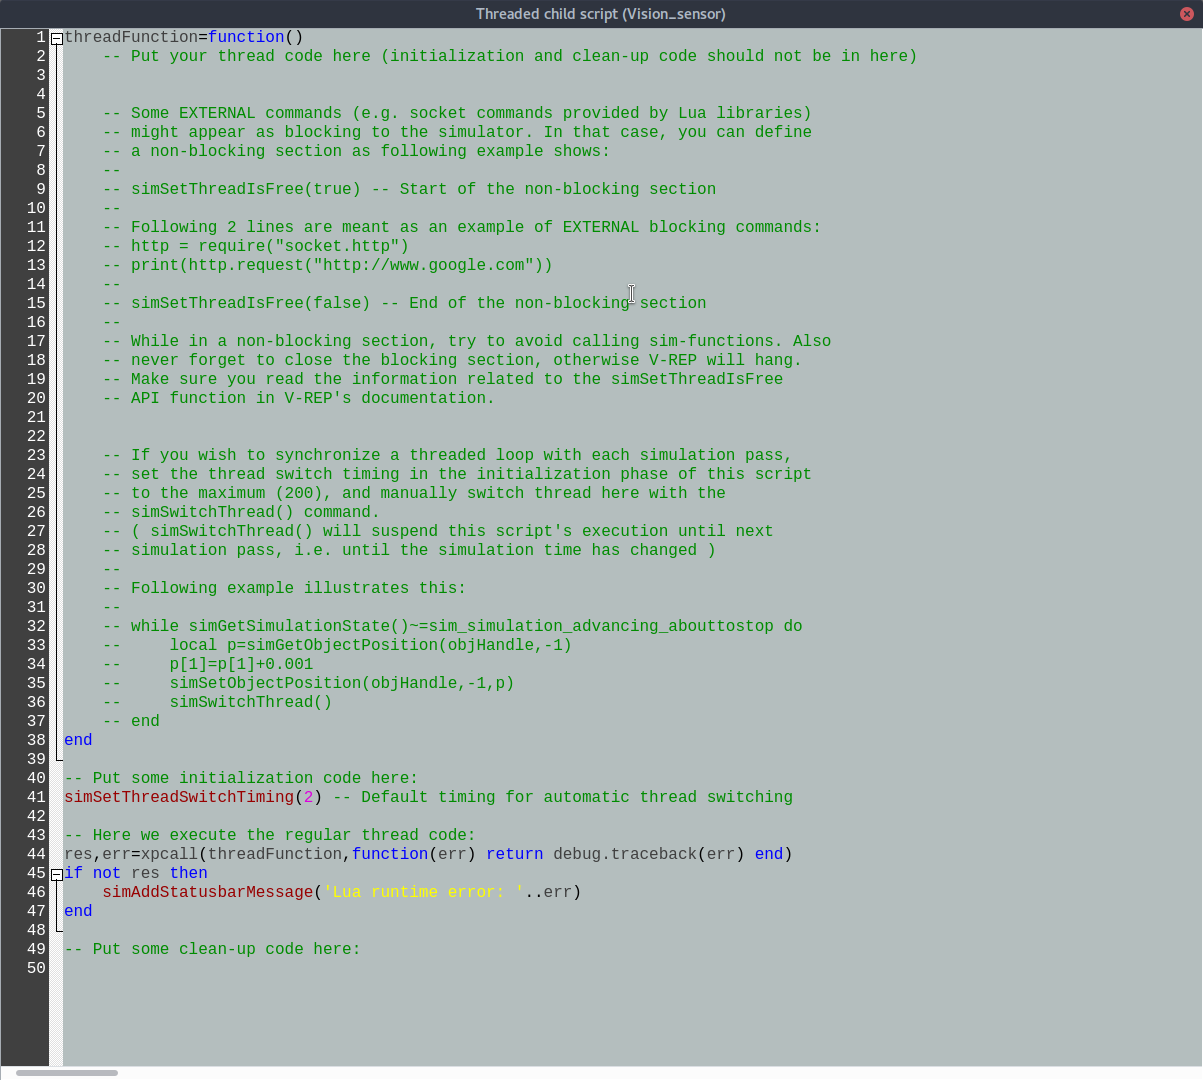 Threaded child script (Vision_sensor)
1 threadFunction=function()
2 -- Put your thread code here (initialization and clean-up code should not be in here)
3
4
5 -- Some EXTERNAL commands (e.g. socket commands provided by Lua libraries)
6 -- might appear as blocking to the simulator. In that case, you can define
7 -- a non-blocking section as following example shows:
8 --
9 -- simSetThreadIsFree(true) -- Start of the non-blocking section
10 --
11 -- Following 2 lines are meant as an example of EXTERNAL blocking commands:
12 -- http = require("socket.http")
13 -- print(http.request("http://www.google.com"))
14 --
15 -- simSetThreadIsFree(false) -- End of the non-blocking section
16 --
17 -- While in a non-blocking section, try to avoid calling sim-functions. Also
18 -- never forget to close the blocking section, otherwise V-REP will hang.
19 -- Make sure you read the information related to the simSetThreadIsFree
20 -- API function in V-REP's documentation.
21
22
23 -- If you wish to synchronize a threaded loop with each simulation pass,
24 -- set the thread switch timing in the initialization phase of this script
25 -- to the maximum (200), and manually switch thread here with the
26 -- simSwitchThread() command.
27 -- ( simSwitchThread() will suspend this script's execution until next
28 -- simulation pass, i.e. until the simulation time has changed )
29 --
30 -- Following example illustrates this:
31 --
32 -- while simGetSimulationState()~=sim_simulation_advancing_abouttostop do
33 --     local p=simGetObjectPosition(objHandle,-1)
34 --     p[1]=p[1]+0.001
35 --     simSetObjectPosition(objHandle,-1,p)
36 --     simSwitchThread()
37 -- end
38 end
39
40 -- Put some initialization code here:
41 simSetThreadSwitchTiming(2) -- Default timing for automatic thread switching
42
43 -- Here we execute the regular thread code:
44 res,err=xpcall(threadFunction,function(err) return debug.traceback(err) end)
45 if not res then
46     simAddStatusbarMessage('Lua runtime error: '..err)
47 end
48
49 -- Put some clean-up code here:
50